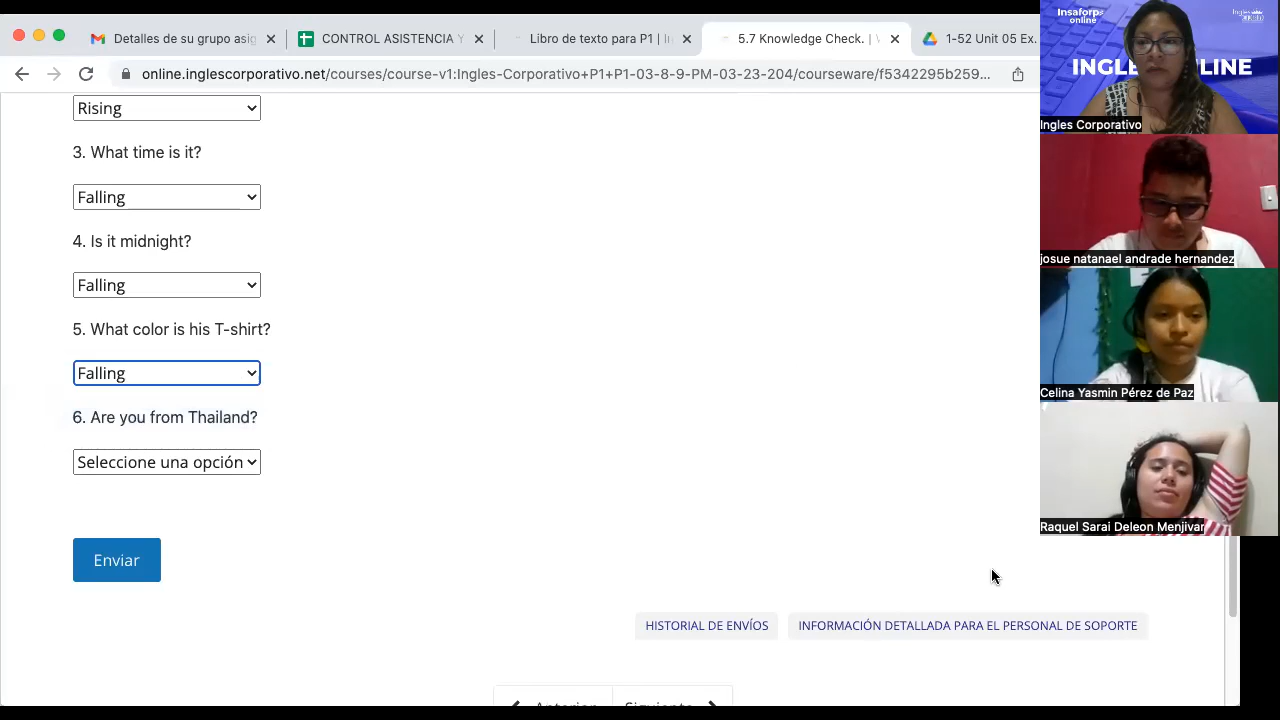 Detalles de su grupo asig
CONTROL ASISTENCIA Y
Libro de texto para P1 | In
5.7 Knowledge Check. | V
1-52 Unit 05 Ex.
online.inglescorporativo.net/courses/course-v1:Ingles-Corporativo+P1+P1-03-8-9-PM-03-23-204/courseware/f5342295b259...
Rising
3. What time is it?
Falling
4. Is it midnight?
Falling
5. What color is his T-shirt?
Falling
6. Are you from Thailand?
Seleccione una opción
Enviar
HISTORIAL DE ENVÍOS
INFORMACIÓN DETALLADA PARA EL PERSONAL DE SOPORTE
Anterior
Siguiente
Insaforp
online
Ingles Corporativo
josue natanael andrade hernandez
Celina Yasmin Pérez de Paz
Raquel Sarai Deleon Menjivar